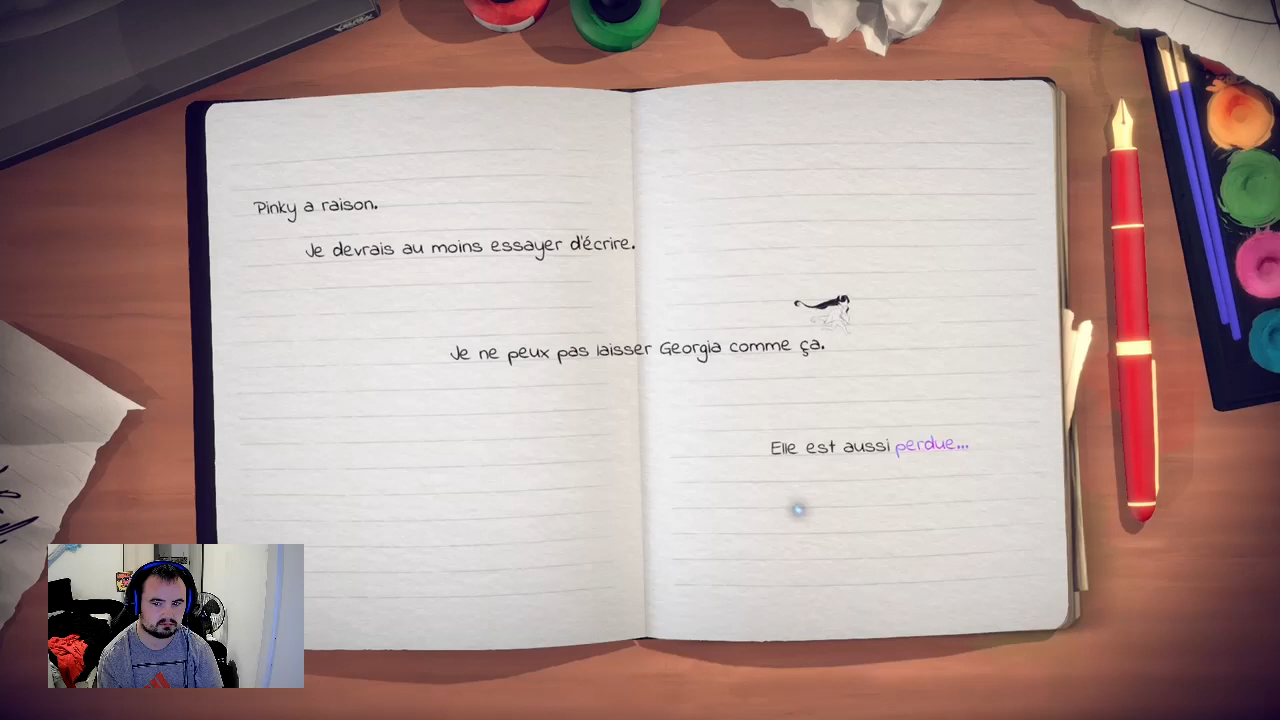 Pinky a raison.
Je devrais au moins essayer d'écrire.
Je ne peux pas laisser Georgia comme ça.
Elle est aussi perdue...